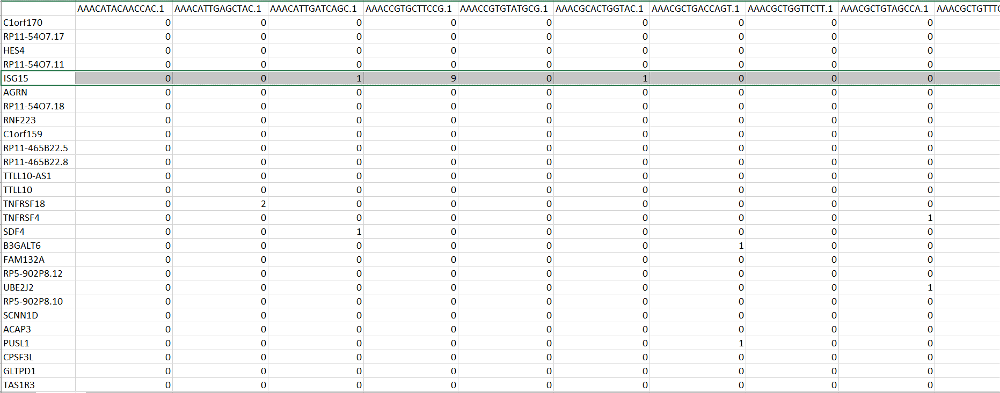 AAACATACAACCAC.1 AAACATTGAGCTAC.1 AAACATTGATCAGC.1 AAACCGTGCTTCCG.1 AAACCGTGTATGCG.1 AAACGCACTGGTAC.1 AAACGCTGACCAGT.1 AAACGCTGGTTCTT.1 AAACGCTGTAGCCA.1
C1orf170 0 0 0 0 0 0 0 0 0
RP11-54O7.17 0 0 0 0 0 0 0 0 0
HES4 0 0 0 0 0 0 0 0 0
RP11-54O7.11 0 0 0 0 0 0 0 0 0
ISG15 0 0 1 9 0 1 0 0 0
AGRN 0 0 0 0 0 0 0 0 0
RP11-54O7.18 0 0 0 0 0 0 0 0 0
RNF223 0 0 0 0 0 0 0 0 0
C1orf159 0 0 0 0 0 0 0 0 0
RP11-465B22.5 0 0 0 0 0 0 0 0 0
RP11-465B22.8 0 0 0 0 0 0 0 0 0
TTLL10-AS1 0 0 0 0 0 0 0 0 0
TTLL10 0 0 0 0 0 0 0 0 0
TNFRSF18 0 2 0 0 0 0 0 0 0
TNFRSF4 0 0 0 0 0 0 0 0 1
SDF4 0 0 1 0 0 0 0 0 0
B3GALT6 0 0 0 0 0 0 1 0 0
FAM132A 0 0 0 0 0 0 0 0 0
RP5-902P8.12 0 0 0 0 0 0 0 0 0
UBE2J2 0 0 0 0 0 0 0 0 1
RP5-902P8.10 0 0 0 0 0 0 0 0 0
SCNN1D 0 0 0 0 0 0 0 0 0
ACAP3 0 0 0 0 0 0 0 0 0
PUSL1 0 0 0 0 0 0 1 0 0
CPSF3L 0 0 0 0 0 0 0 0 0
GLTPD1 0 0 0 0 0 0 0 0 0
TAS1R3 0 0 0 0 0 0 0 0 0